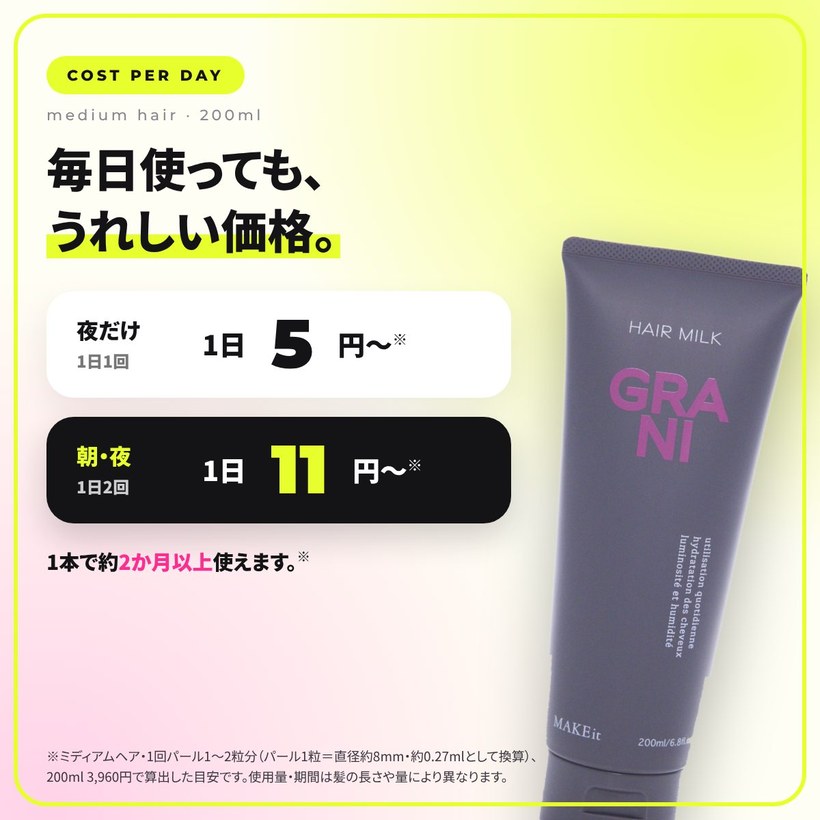 COST PER DAY
medium hair · 200ml
毎日使っても、
うれしい価格。
夜だけ
1日1回
1日 5 円〜※
朝・夜
1日2回
1日 11 円〜※
1本で約2か月以上使えます。※
※ミディアムヘア・1回パール1〜2粒分（パール1粒＝直径約8mm・約0.27mlとして換算）、
200ml 3,960円で算出した目安です。使用量・期間は髪の長さや量により異なります。
HAIR MILK
GRA
NI
utilisation quotidienne
hydratation des cheveux
luminosité et humidité
MAKEit
200ml/6.8fl.oz